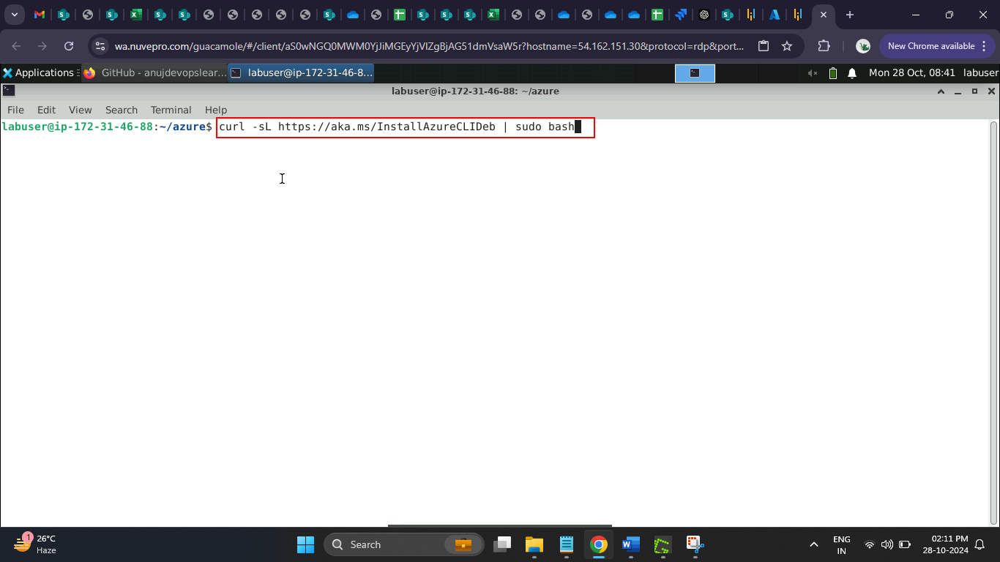 wa.nuvepro.com/guacamole/#/client/aS0wNGQ0MWM0YjJiMGEyYjVlZgBjAG51dmVsaW5r?hostname=54.162.151.30&protocol=rdp&port...
New Chrome available
Applications
GitHub - anujdevopslear...
labuser@ip-172-31-46-8...
Mon 28 Oct, 08:41
labuser
labuser@ip-172-31-46-88: ~/azure
File Edit View Search Terminal Help
labuser@ip-172-31-46-88:~/azure$ curl -sL https://aka.ms/InstallAzureCLIDeb | sudo bash
1
26°C
Haze
Search
ENG
IN
02:11 PM
28-10-2024